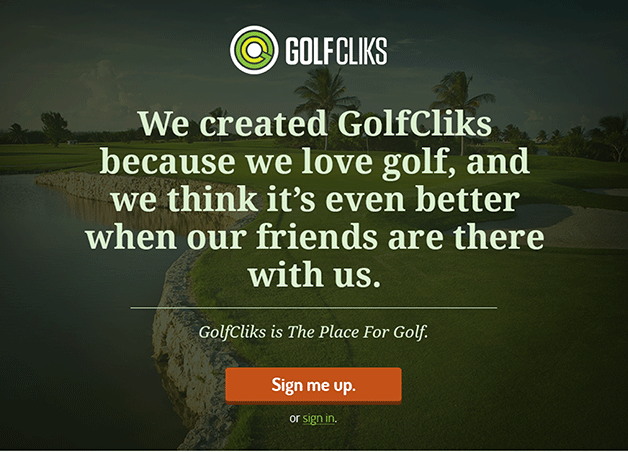 GOLFCLIKS
We created GolfCliks
because we love golf, and
we think it's even better
when our friends are there
with us.
GolfCliks is The Place For Golf.
Sign me up.
or sign in.